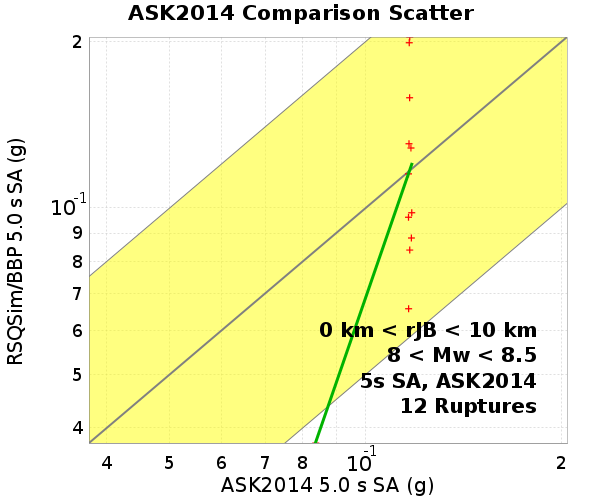 ASK2014 Comparison Scatter
RSQSim/BBP 5.0 s SA (g)
2
10^-1
9
8
7
6
5
4
0 km < rJB < 10 km
8 < Mw < 8.5
5s SA, ASK2014
12 Ruptures
4 5 6 7 8 10^-1 2
ASK2014 5.0 s SA (g)